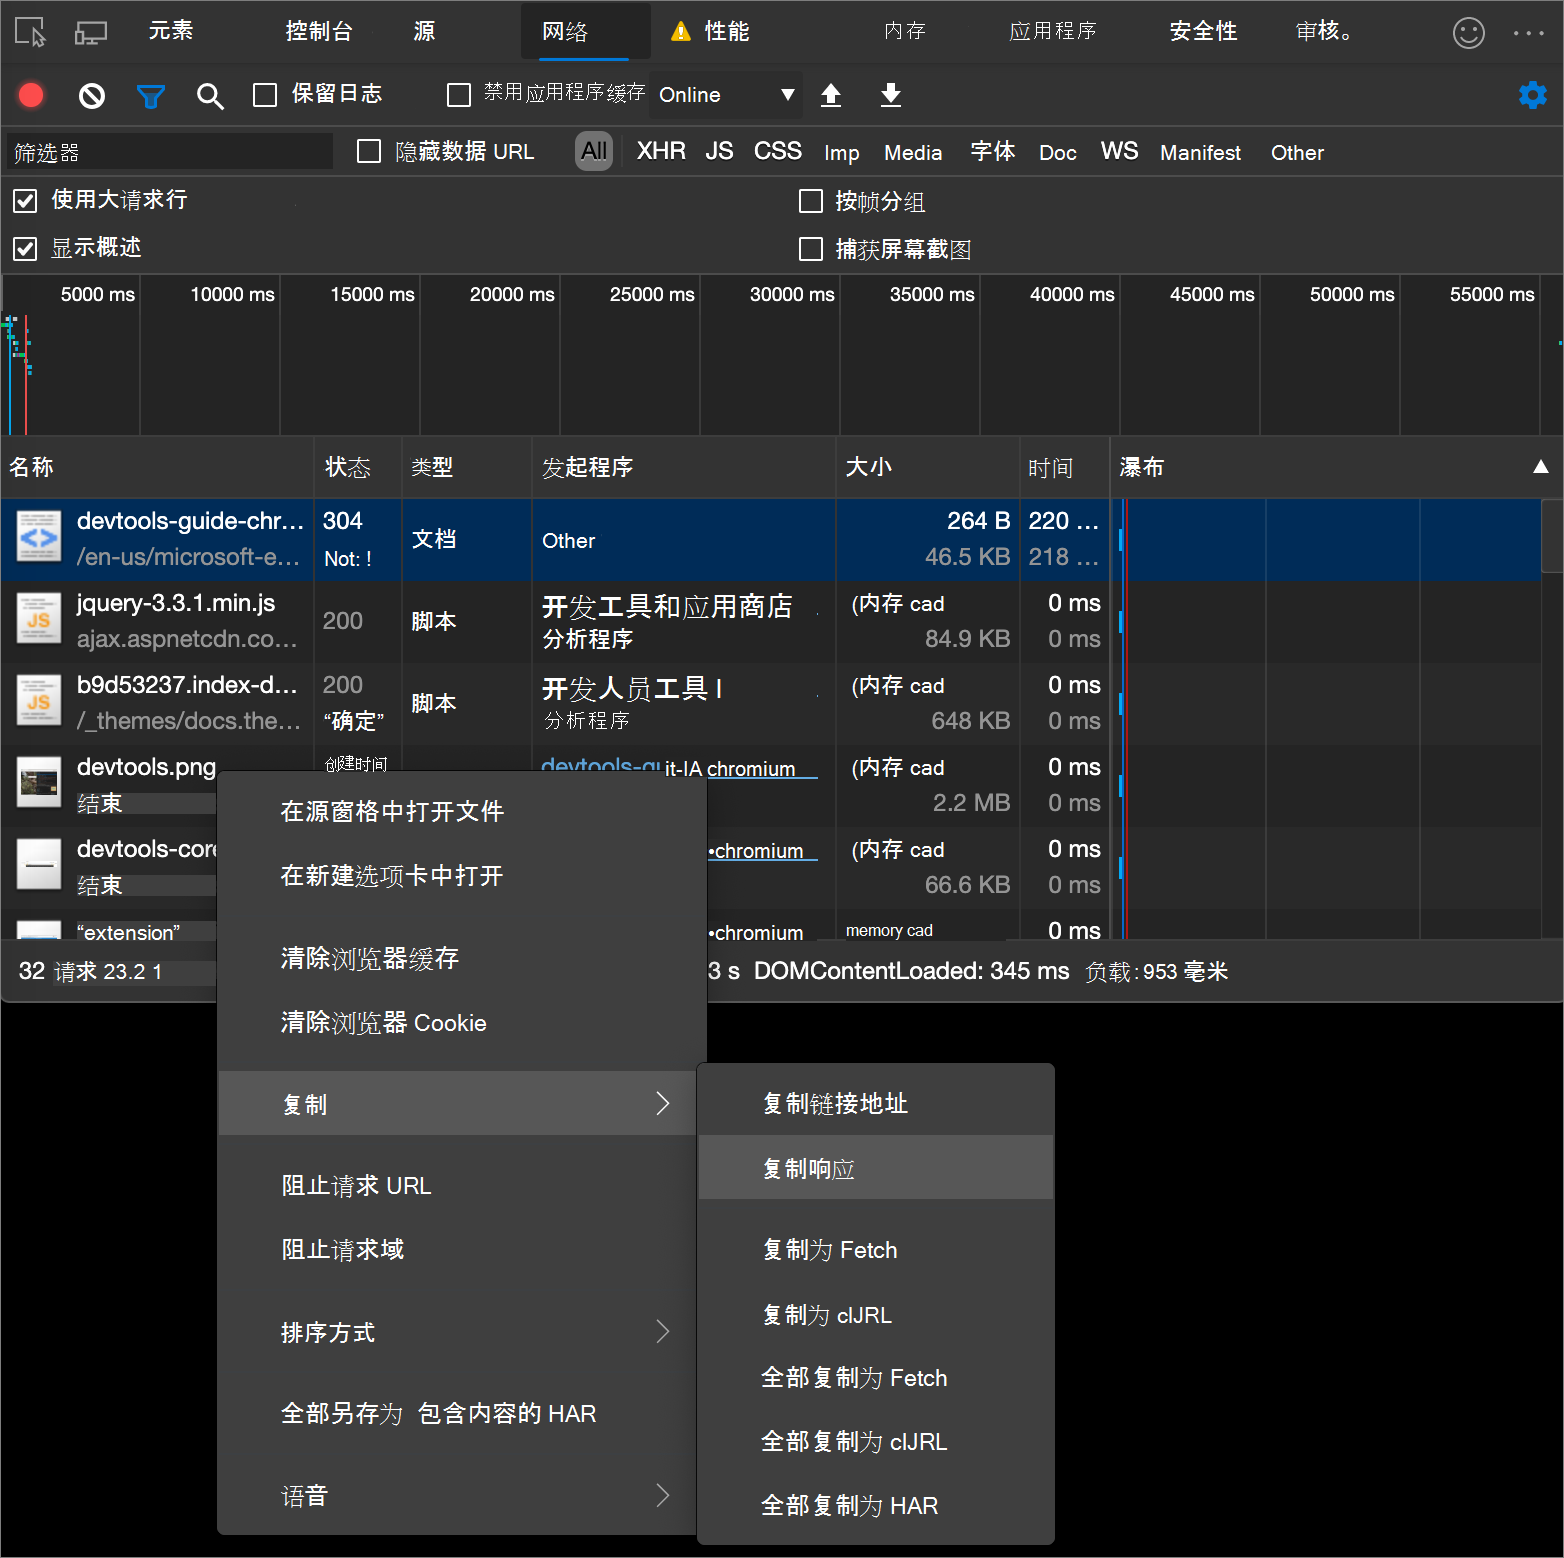 元素 控制台 源 网络 性能 内存 应用程序 安全性 审核。
保留日志 禁用应用程序缓存 Online
筛选器 隐藏数据 URL All XHR JS CSS Imp Media 字体 Doc WS Manifest Other
使用大请求行 按帧分组
显示概述 捕获屏幕截图
5000 ms 10000 ms 15000 ms 20000 ms 25000 ms 30000 ms 35000 ms 40000 ms 45000 ms 50000 ms 55000 ms
名称 状态 类型 发起程序 大小 时间 瀑布
devtools-guide-chr... 304 文档 Other 264 B 220 ...
/en-us/microsoft-e... Not: ! 46.5 KB 218 ...
jquery-3.3.1.min.js 200 脚本 开发工具和应用商店 (内存 cad 0 ms
ajax.aspnetcdn.co... 分析程序 84.9 KB 0 ms
b9d53237.index-d... 200 脚本 开发人员工具 I (内存 cad 0 ms
/_themes/docs.the... “确定” 分析程序 648 KB 0 ms
devtools.png 创建时间 devtools-gu it-IA chromium (内存 cad 0 ms
结束 2.2 MB 0 ms
devtools-core •chromium (内存 cad 0 ms
结束 66.6 KB 0 ms
“extension” •chromium memory cad 0 ms
32 请求 23.2 1 3 s DOMContentLoaded: 345 ms 负载: 953 毫米
在源窗格中打开文件
在新建选项卡中打开
清除浏览器缓存
清除浏览器 Cookie
复制
阻止请求 URL
阻止请求域
排序方式
全部另存为 包含内容的 HAR
语音
复制链接地址
复制响应
复制为 Fetch
复制为 clJRL
全部复制为 Fetch
全部复制为 clJRL
全部复制为 HAR